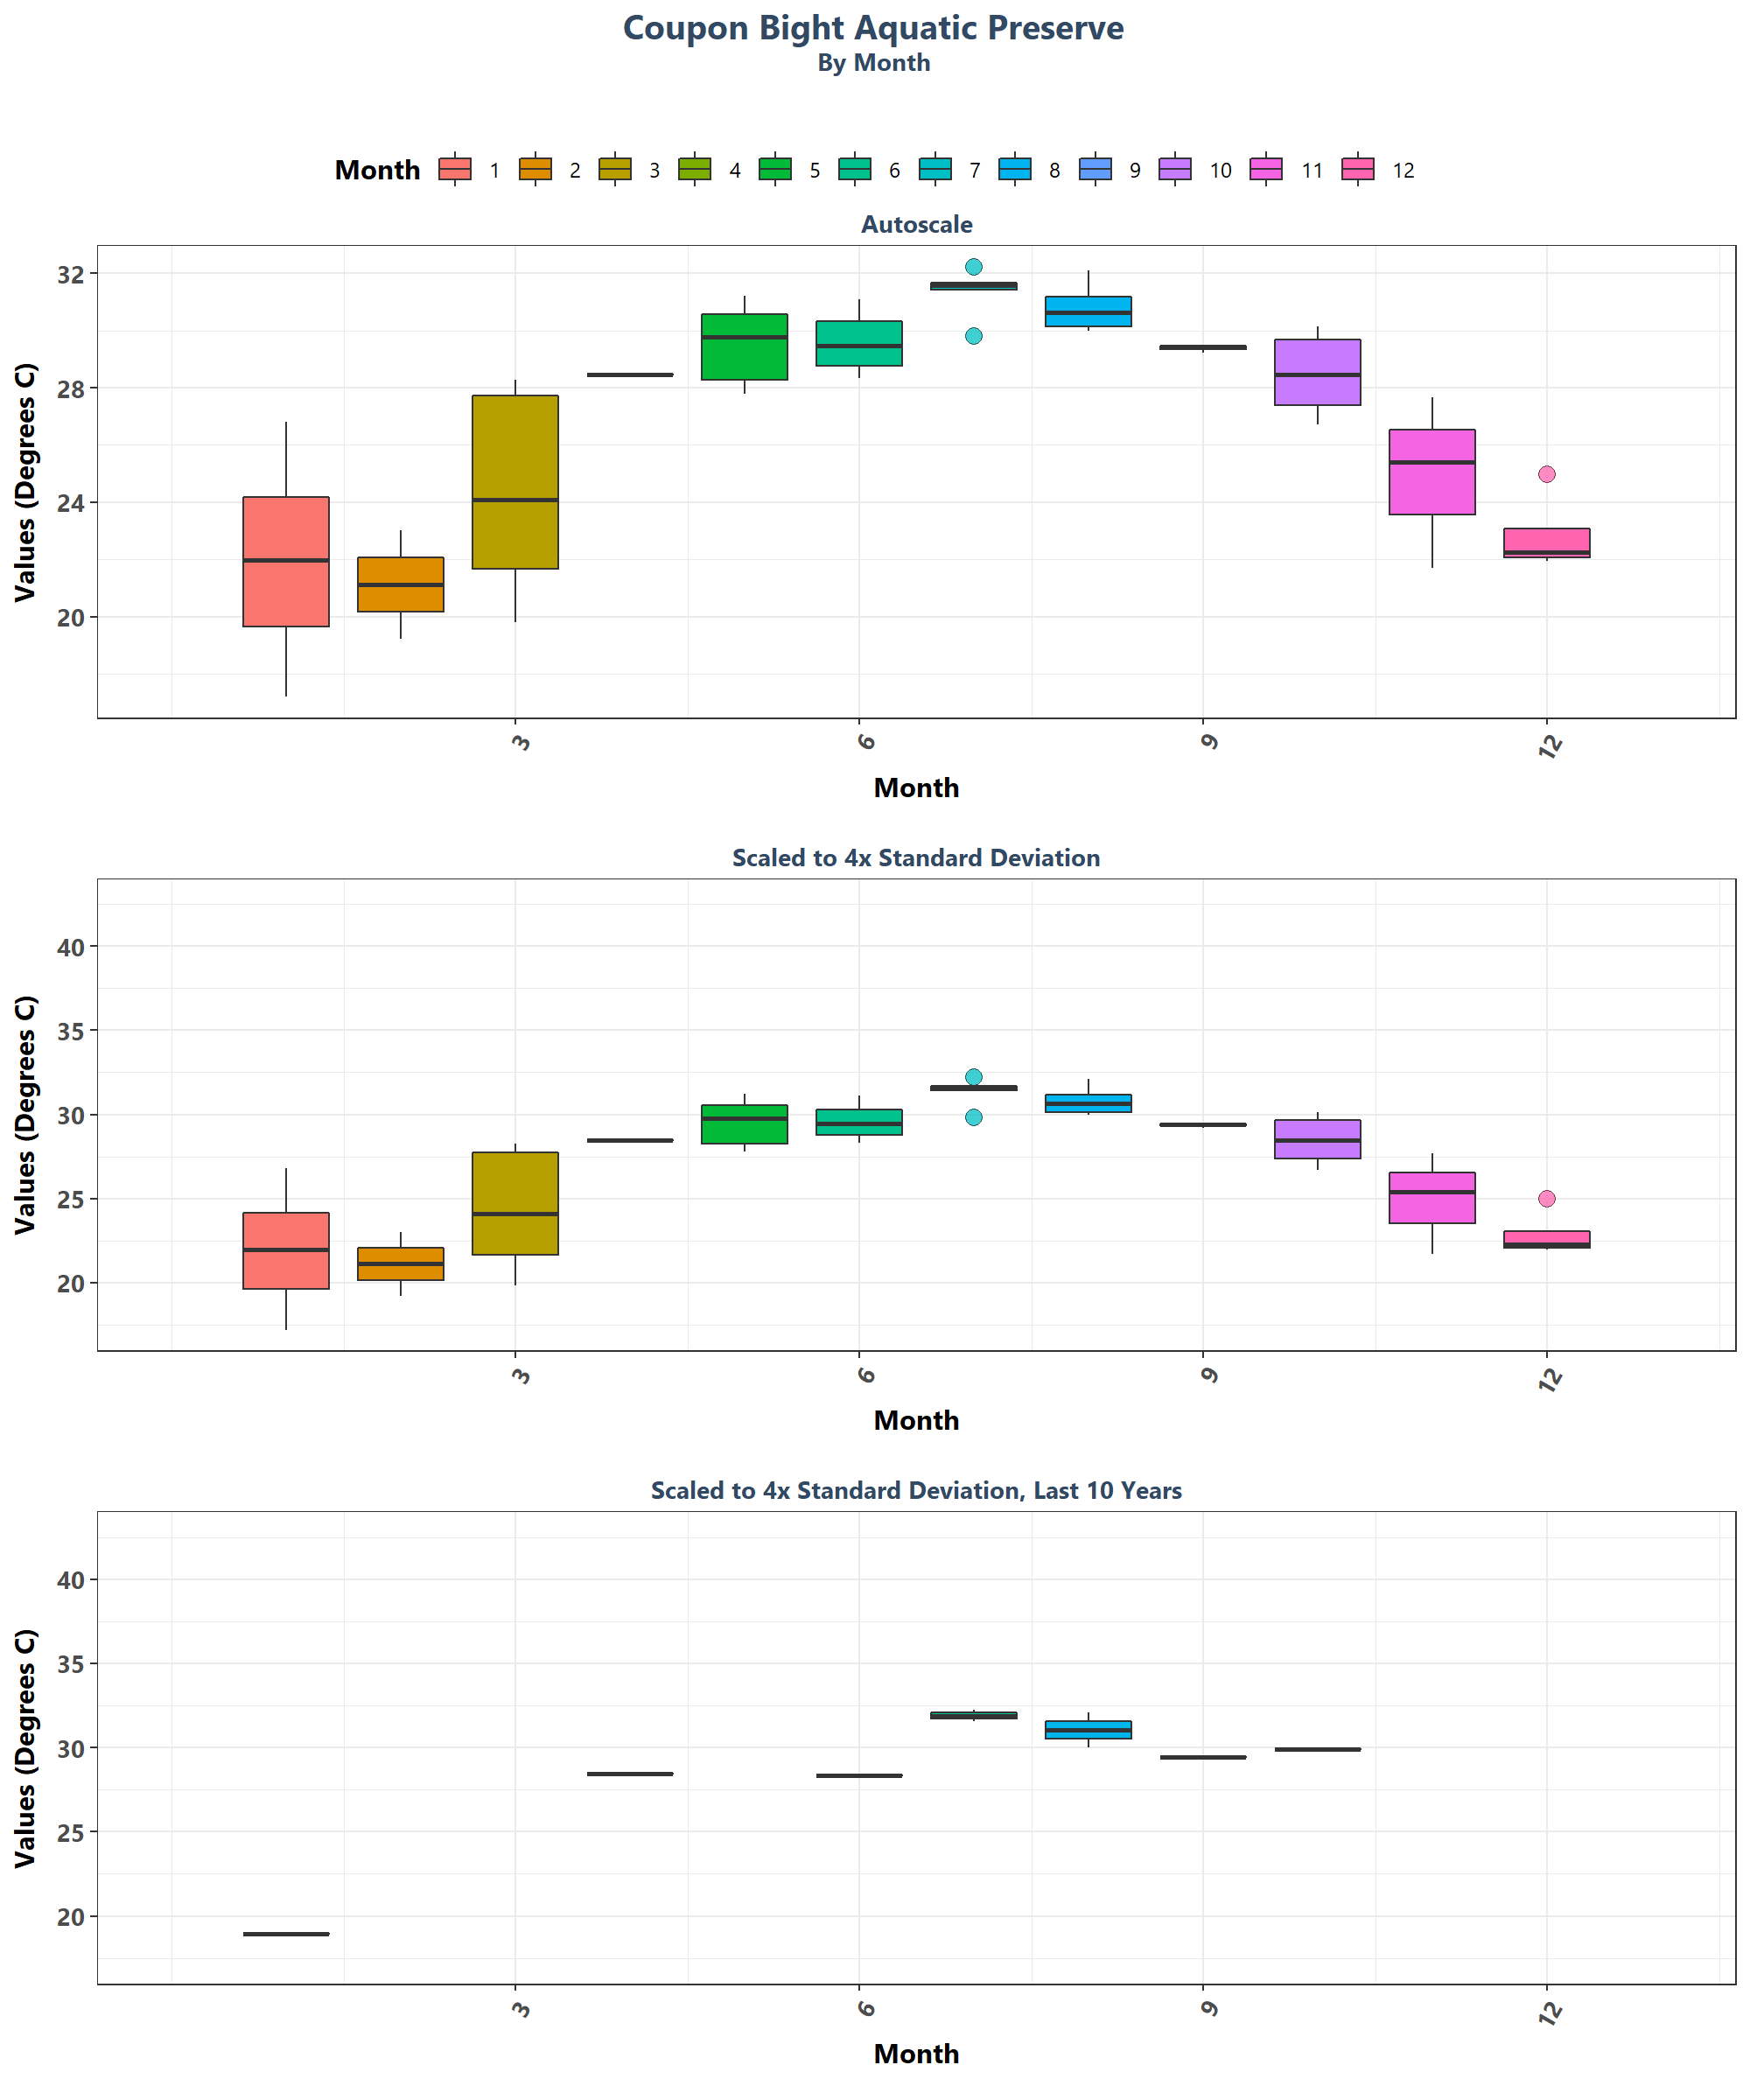 Coupon Bight Aquatic Preserve
By Month
Month 1 2 3 4 5 6 7 8 9 10 11 12
Autoscale
Values (Degrees C)
32
28
24
20
3 6 9 12
Month
Scaled to 4x Standard Deviation
Values (Degrees C)
40
35
30
25
20
3 6 9 12
Month
Scaled to 4x Standard Deviation, Last 10 Years
Values (Degrees C)
40
35
30
25
20
3 6 9 12
Month